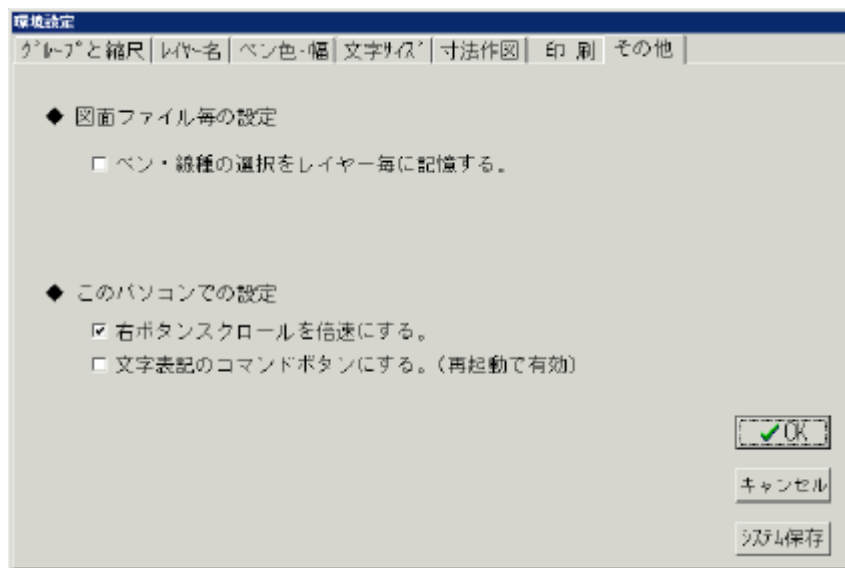 環境設定
ｸﾞﾙｰﾌﾟと縮尺 ﾚｲﾔｰ名 ペン色･幅 文字ｻｲｽﾞ 寸法作図 印 刷 その他
◆ 図面ファイル毎の設定
ペン・線種の選択をレイヤー毎に記憶する。
◆ このパソコンでの設定
右ボタンスクロールを倍速にする。
文字表記のコマンドボタンにする。(再起動で有効)
OK
キャンセル
ｼｽﾃﾑ保存